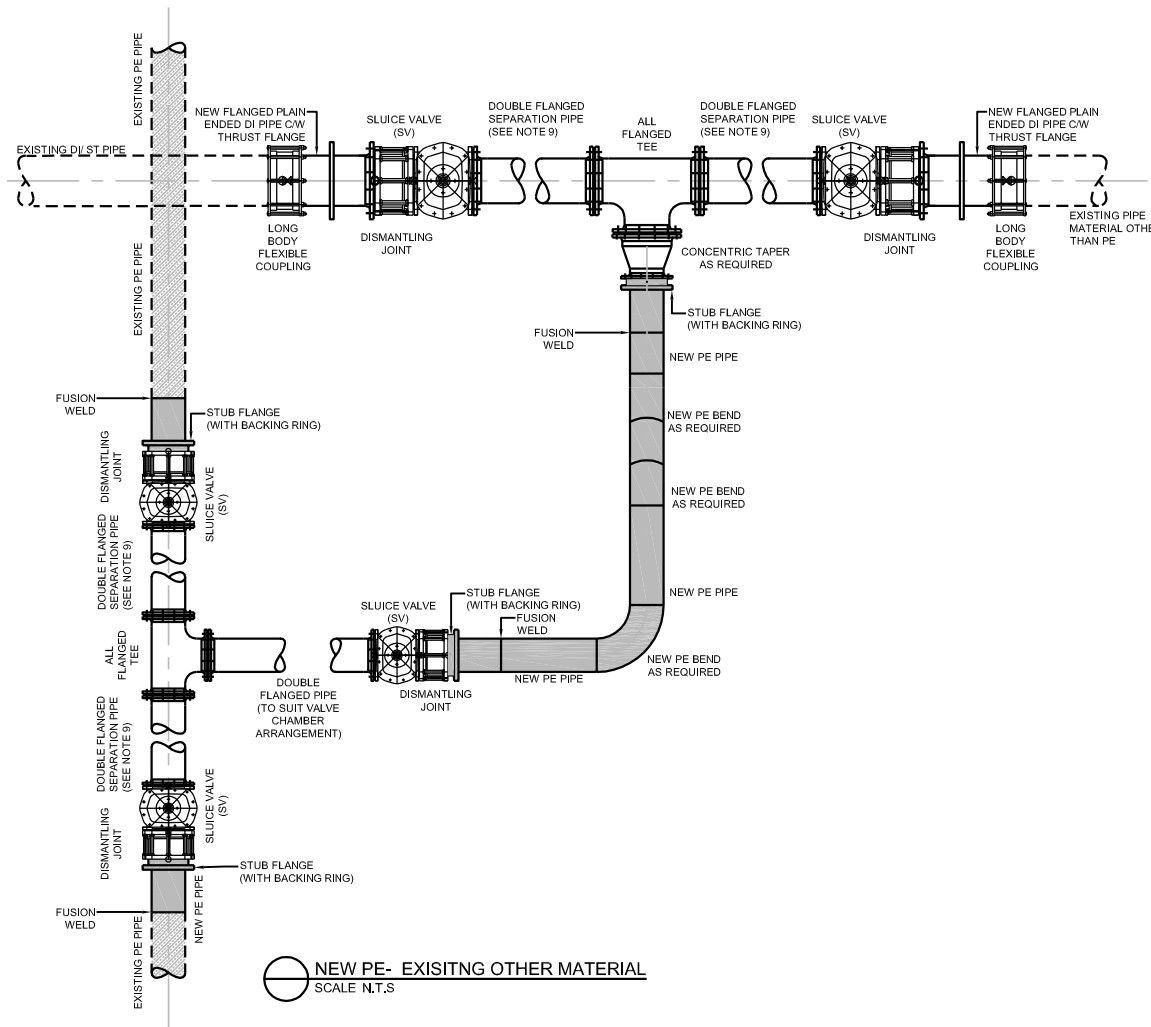 EXISTING PE PIPE
NEW FLANGED PLAIN
ENDED DI PIPE C/W
THRUST FLANGE
SLUICE VALVE
(SV)
DOUBLE FLANGED
SEPARATION PIPE
(SEE NOTE 9)
ALL
FLANGED
TEE
DOUBLE FLANGED
SEPARATION PIPE
(SEE NOTE 9)
SLUICE VALVE
(SV)
NEW FLANGED PLAIN
ENDED DI PIPE C/W
THRUST FLANGE
EXISTING DI/ ST PIPE
LONG
BODY
FLEXIBLE
COUPLING
DISMANTLING
JOINT
CONCENTRIC TAPER
AS REQUIRED
DISMANTLING
JOINT
LONG
BODY
FLEXIBLE
COUPLING
EXISTING PIPE
MATERIAL OTHE
THAN PE
EXISTING PE PIPE
STUB FLANGE
(WITH BACKING RING)
FUSION
WELD
NEW PE PIPE
FUSION
WELD
STUB FLANGE
(WITH BACKING RING)
NEW PE BEND
AS REQUIRED
DISMANTLING
JOINT
SLUICE VALVE
(SV)
NEW PE BEND
AS REQUIRED
DOUBLE FLANGED
SEPARATION PIPE
(SEE NOTE 9)
NEW PE PIPE
STUB FLANGE
(WITH BACKING RING)
SLUICE VALVE
(SV)
FUSION
WELD
ALL
FLANGED
TEE
NEW PE BEND
AS REQUIRED
NEW PE PIPE
DOUBLE
FLANGED PIPE
(TO SUIT VALVE
CHAMBER
ARRANGEMENT)
DISMANTLING
JOINT
DOUBLE FLANGED
SEPARATION PIPE
(SEE NOTE 9)
SLUICE VALVE
(SV)
DISMANTLING
JOINT
STUB FLANGE
(WITH BACKING RING)
NEW PE PIPE
FUSION
WELD
EXISTING PE PIPE
NEW PE- EXISITNG OTHER MATERIAL
SCALE N.T.S